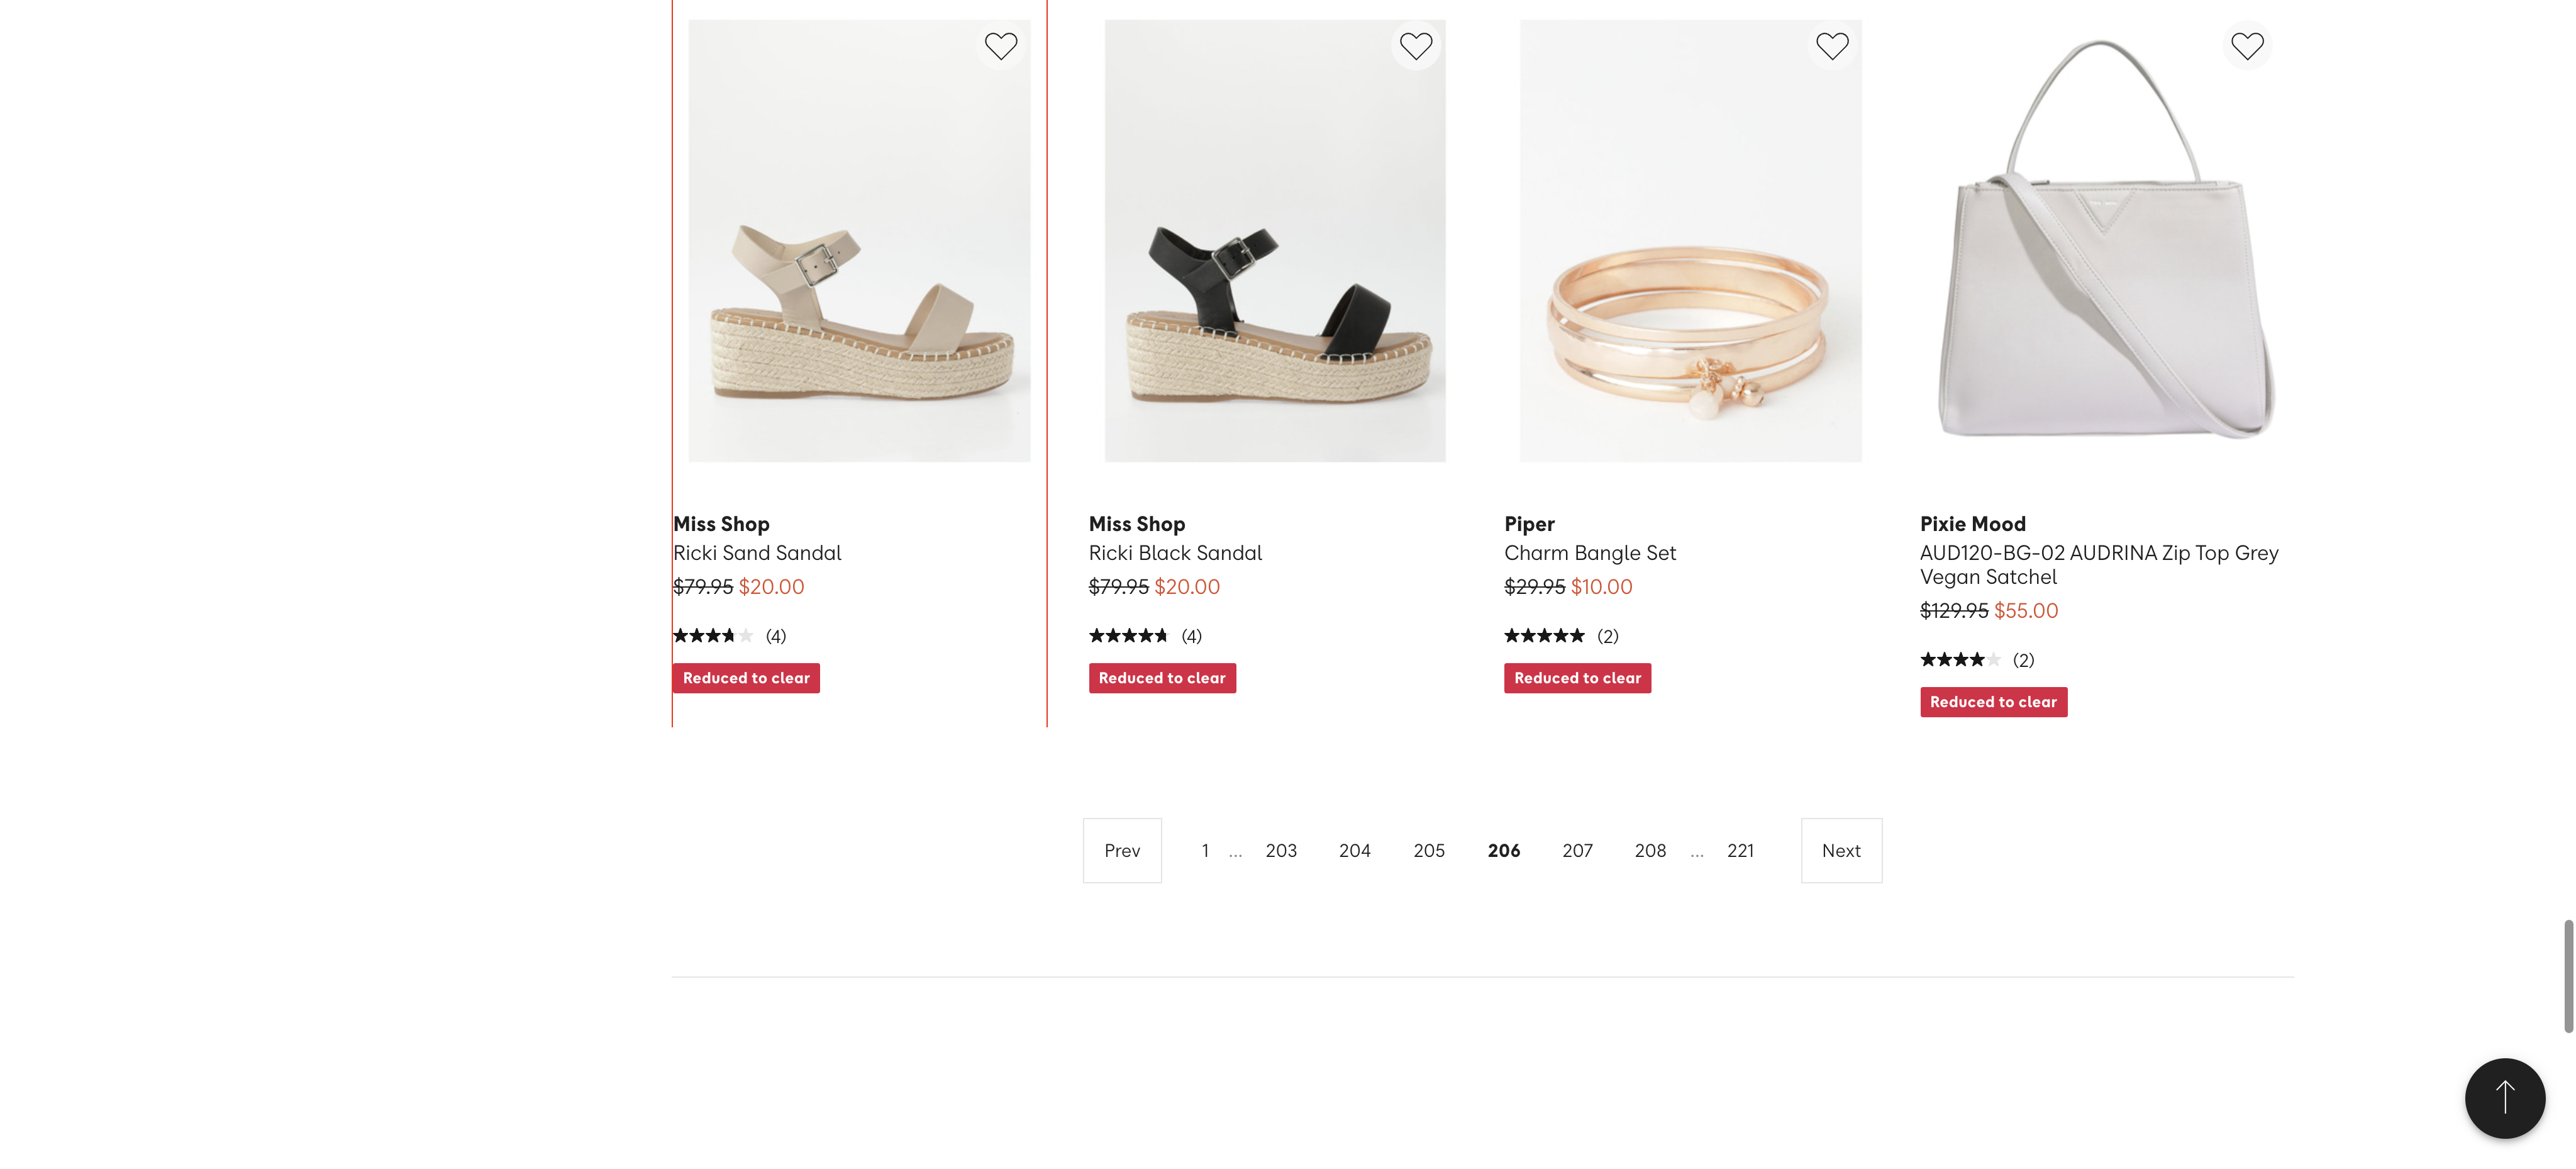 Miss Shop
Ricki Sand Sandal
$79.95 $20.00
(4)
Reduced to clear
Miss Shop
Ricki Black Sandal
$79.95 $20.00
(4)
Reduced to clear
Piper
Charm Bangle Set
$29.95 $10.00
(2)
Reduced to clear
Pixie Mood
AUD120-BG-02 AUDRINA Zip Top Grey
Vegan Satchel
$129.95 $55.00
(2)
Reduced to clear
Prev 1 ... 203 204 205 206 207 208 ... 221 Next